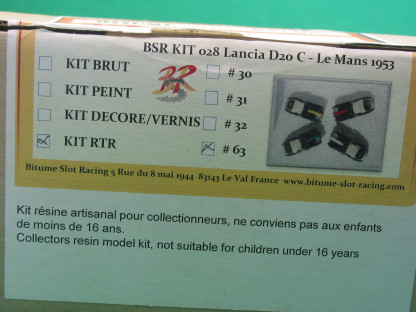 BSR KIT 028 Lancia D20 C - Le Mans 1953
KIT BRUT
# 30
KIT PEINT
# 31
KIT DECORE/VERNIS
# 32
KIT RTR
# 63
Bitume Slot Racing 5 Rue du 8 mai 1944 83143 Le Val France www.bitume-slot-racing.com
Kit résine artisanal pour collectionneurs, ne conviens pas aux enfants
de moins de 16 ans.
Collectors resin model kit, not suitable for children under 16 years